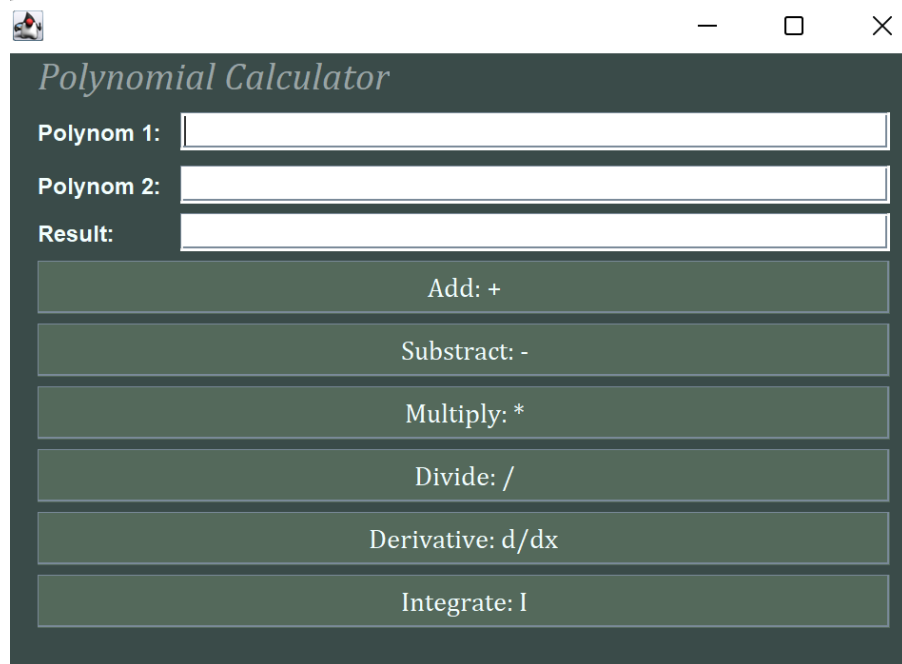 Polynomial Calculator
Polynom 1:
Polynom 2:
Result:
Add: +
Substract: -
Multiply: *
Divide: /
Derivative: d/dx
Integrate: I